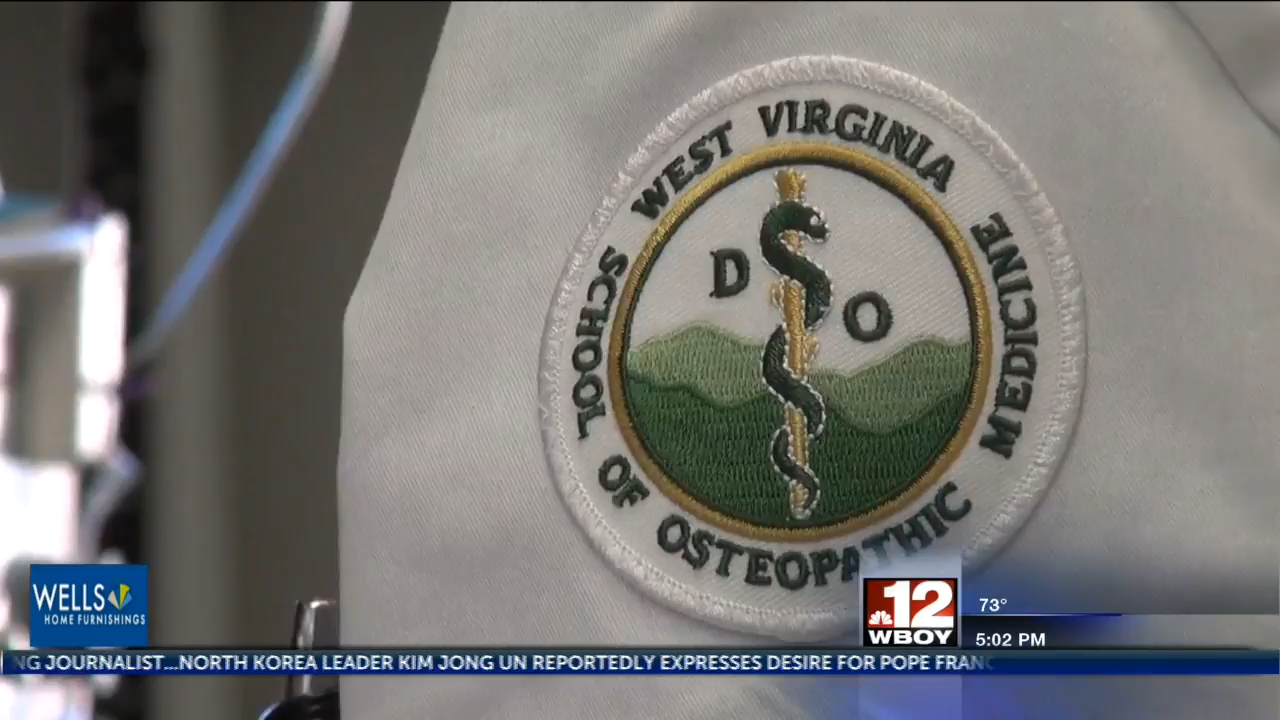 WEST VIRGINIA
SCHOOL OF OSTEOPATHIC MEDICINE
D O
WELLS
HOME FURNISHINGS
12
WBOY
73°
5:02 PM
NG JOURNALIST...NORTH KOREA LEADER KIM JONG UN REPORTEDLY EXPRESSES DESIRE FOR POPE FRANC